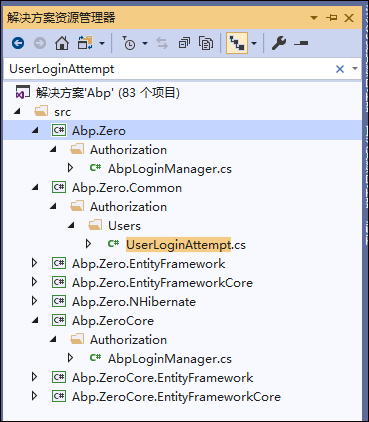 解决方案资源管理器
UserLoginAttempt
解决方案'Abp' (83 个项目)
src
C# Abp.Zero
Authorization
C# AbpLoginManager.cs
C# Abp.Zero.Common
Authorization
Users
C# UserLoginAttempt.cs
C# Abp.Zero.EntityFramework
C# Abp.Zero.EntityFrameworkCore
C# Abp.Zero.NHibernate
C# Abp.ZeroCore
Authorization
C# AbpLoginManager.cs
C# Abp.ZeroCore.EntityFramework
C# Abp.ZeroCore.EntityFrameworkCore